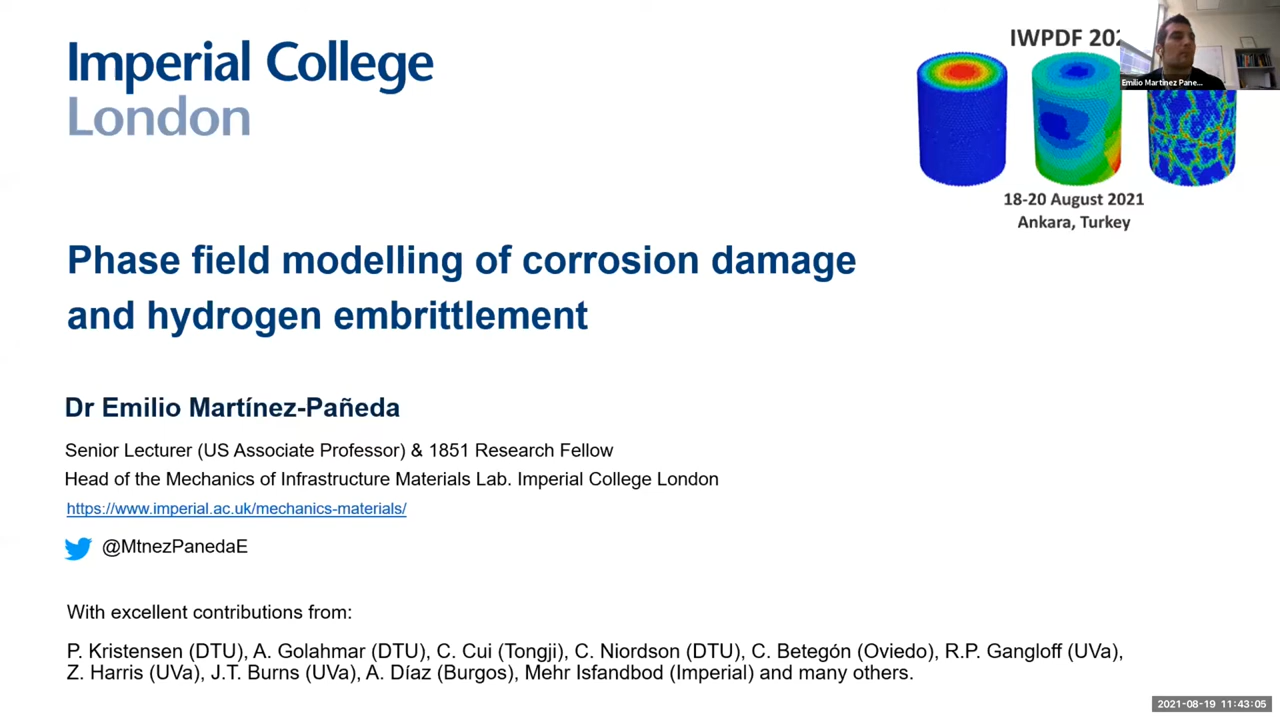 Imperial College
London
IWPDF 202
Emilio Martinez Pane...
18-20 August 2021
Ankara, Turkey
Phase field modelling of corrosion damage
and hydrogen embrittlement
Dr Emilio Martínez-Pañeda
Senior Lecturer (US Associate Professor) & 1851 Research Fellow
Head of the Mechanics of Infrastructure Materials Lab. Imperial College London
https://www.imperial.ac.uk/mechanics-materials/
@MtnezPanedaE
With excellent contributions from:
P. Kristensen (DTU), A. Golahmar (DTU), C. Cui (Tongji), C. Niordson (DTU), C. Betegón (Oviedo), R.P. Gangloff (UVa),
Z. Harris (UVa), J.T. Burns (UVa), A. Díaz (Burgos), Mehr Isfandbod (Imperial) and many others.
2021-08-19 11:43:05